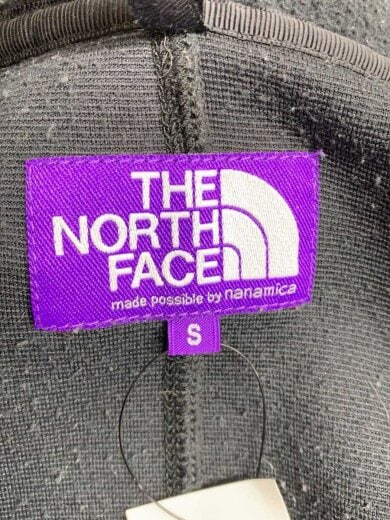 THE
NORTH
FACE
made possible by nanamica
S